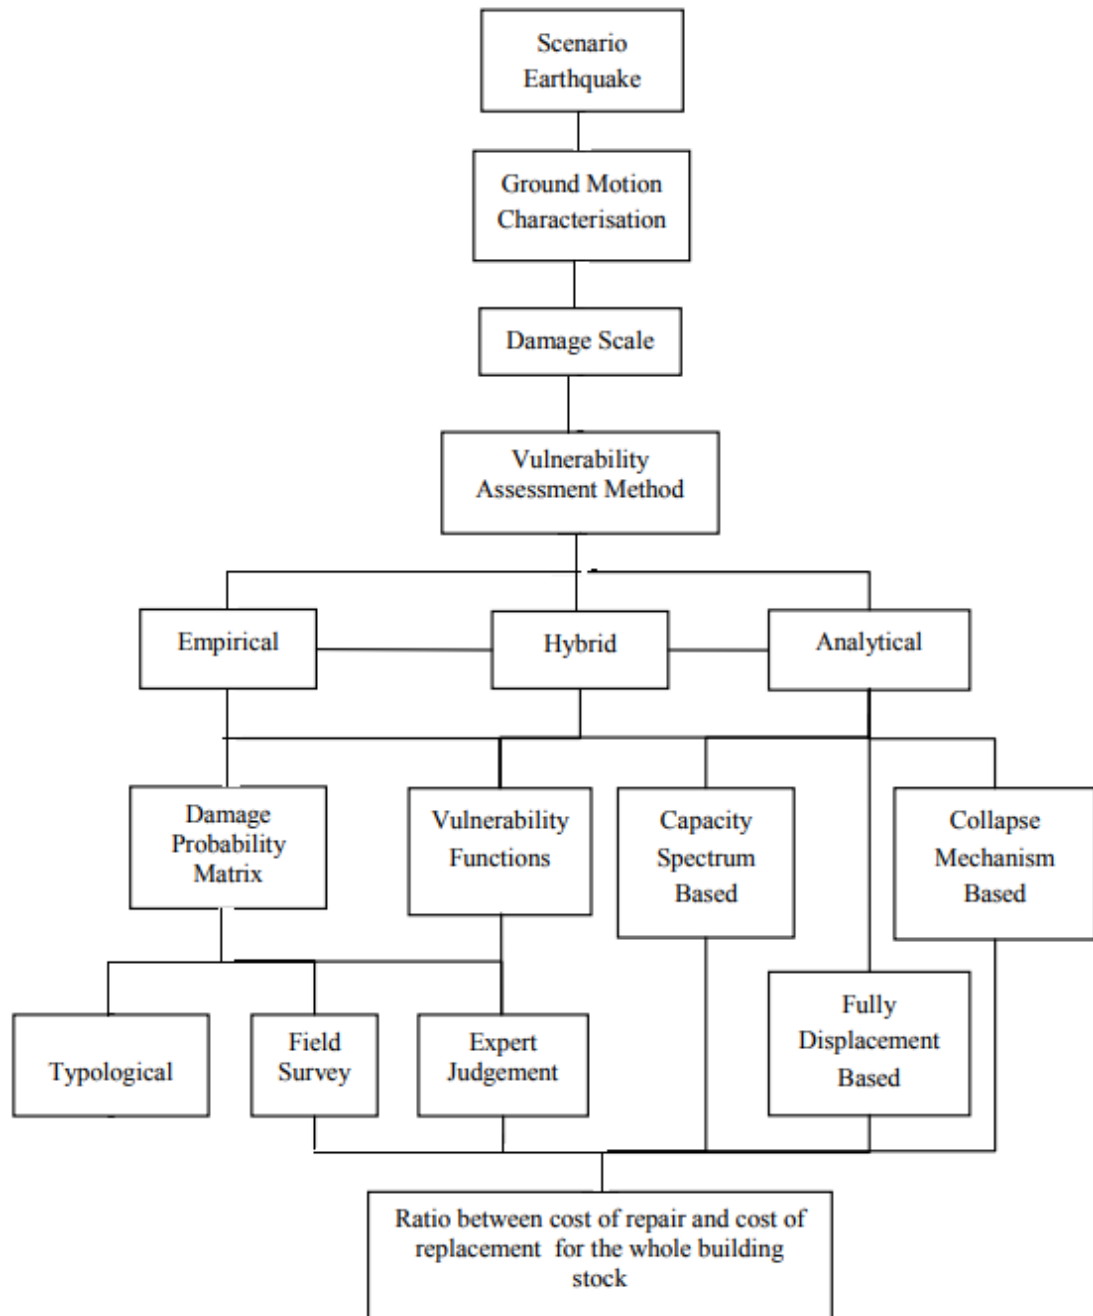 Scenario
Earthquake
Ground Motion
Characterisation
Damage Scale
Vulnerability
Assessment Method
Empirical
Hybrid
Analytical
Damage
Probability
Matrix
Vulnerability
Functions
Capacity
Spectrum
Based
Collapse
Mechanism
Based
Typological
Field
Survey
Expert
Judgement
Fully
Displacement
Based
Ratio between cost of repair and cost of
replacement for the whole building
stock